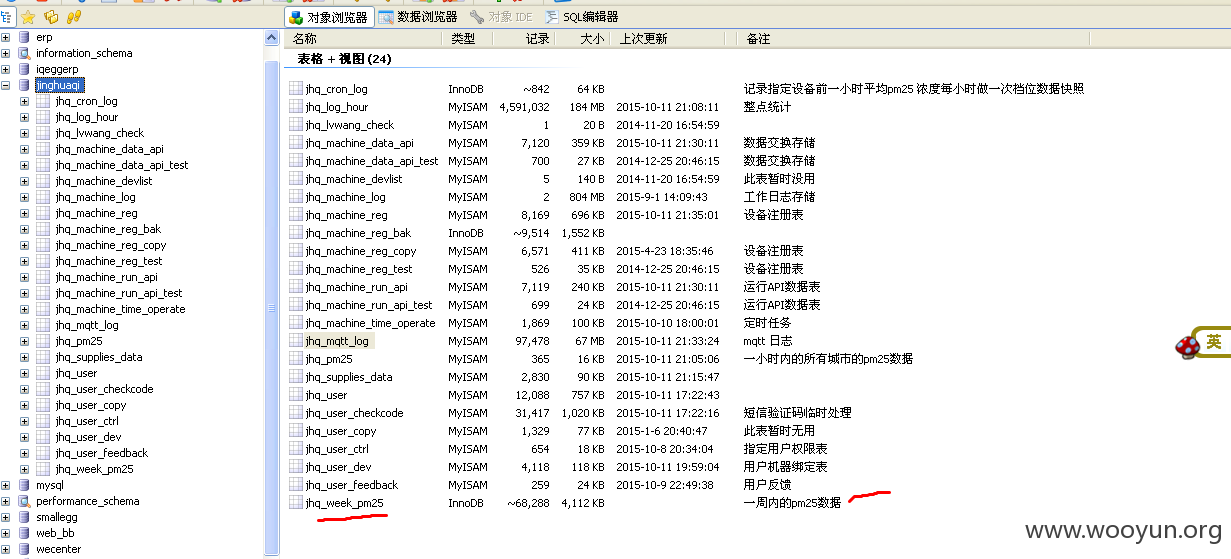 对象浏览器 数据浏览器 对象 IDE SQL编辑器
erp
information_schema
iqeggerp
jinghuaqi
jhq_cron_log
jhq_log_hour
jhq_lvwang_check
jhq_machine_data_api
jhq_machine_data_api_test
jhq_machine_devlist
jhq_machine_log
jhq_machine_reg
jhq_machine_reg_bak
jhq_machine_reg_copy
jhq_machine_reg_test
jhq_machine_run_api
jhq_machine_run_api_test
jhq_machine_time_operate
jhq_mqtt_log
jhq_pm25
jhq_supplies_data
jhq_user
jhq_user_checkcode
jhq_user_copy
jhq_user_ctrl
jhq_user_dev
jhq_user_feedback
jhq_week_pm25
mysql
performance_schema
smallegg
web_bb
wecenter
名称 类型 记录 大小 上次更新 备注
表格 + 视图 (24)
jhq_cron_log InnoDB ~842 64 KB 记录指定设备前一小时平均pm25 浓度每小时做一次档位数据快照
jhq_log_hour MyISAM 4,591,032 184 MB 2015-10-11 21:08:11 整点统计
jhq_lvwang_check MyISAM 1 20 B 2014-11-20 16:54:59
jhq_machine_data_api MyISAM 7,120 359 KB 2015-10-11 21:30:11 数据交换存储
jhq_machine_data_api_test MyISAM 700 27 KB 2014-12-25 20:46:15 数据交换存储
jhq_machine_devlist MyISAM 5 140 B 2014-11-20 16:54:59 此表暂时没用
jhq_machine_log MyISAM 2 804 MB 2015-9-1 14:09:43 工作日志存储
jhq_machine_reg MyISAM 8,169 696 KB 2015-10-11 21:35:01 设备注册表
jhq_machine_reg_bak InnoDB ~9,514 1,552 KB
jhq_machine_reg_copy MyISAM 6,571 411 KB 2015-4-23 18:35:46 设备注册表
jhq_machine_reg_test MyISAM 526 35 KB 2014-12-25 20:46:15 设备注册表
jhq_machine_run_api MyISAM 7,119 240 KB 2015-10-11 21:30:11 运行API数据表
jhq_machine_run_api_test MyISAM 699 24 KB 2014-12-25 20:46:15 运行API数据表
jhq_machine_time_operate MyISAM 1,869 100 KB 2015-10-10 18:00:01 定时任务
jhq_mqtt_log MyISAM 97,478 67 MB 2015-10-11 21:33:24 mqtt 日志
jhq_pm25 MyISAM 365 16 KB 2015-10-11 21:05:06 一小时内的所有城市的pm25数据
jhq_supplies_data MyISAM 2,830 90 KB 2015-10-11 21:15:47
jhq_user MyISAM 12,088 757 KB 2015-10-11 17:22:43
jhq_user_checkcode MyISAM 31,417 1,020 KB 2015-10-11 17:22:16 短信验证码临时处理
jhq_user_copy MyISAM 1,329 77 KB 2015-1-6 20:40:47 此表暂时无用
jhq_user_ctrl MyISAM 654 18 KB 2015-10-8 20:34:04 指定用户权限表
jhq_user_dev MyISAM 4,118 118 KB 2015-10-11 19:59:04 用户机器绑定表
jhq_user_feedback MyISAM 259 24 KB 2015-10-9 22:49:38 用户反馈
jhq_week_pm25 InnoDB ~68,288 4,112 KB 一周内的pm25数据
英
www.wooyun.org